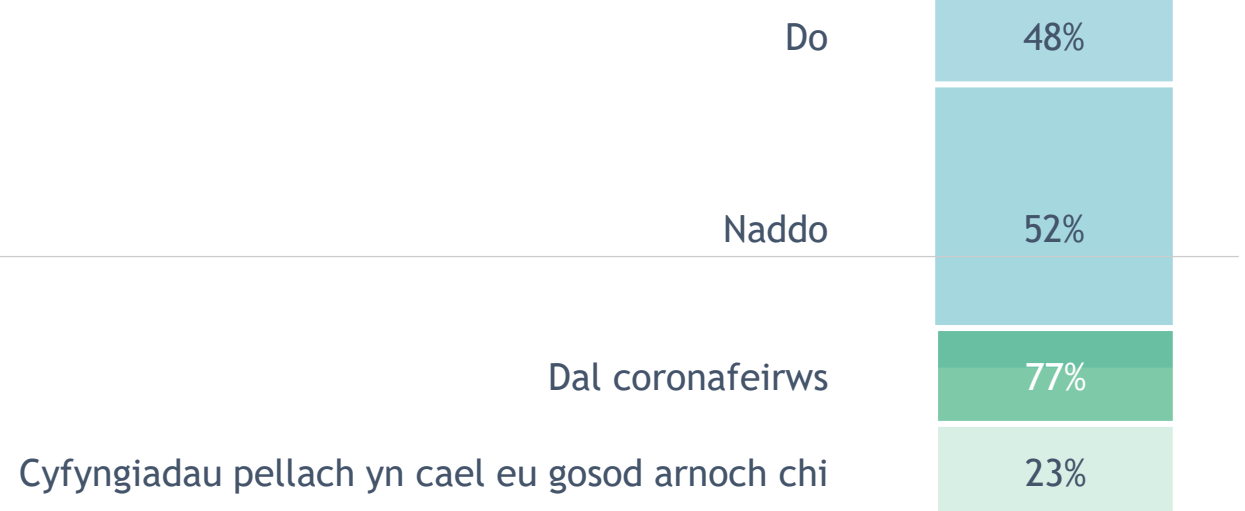 Do 48%
Naddo 52%
Dal coronafeirws 77%
Cyfyngiadau pellach yn cael eu gosod arnoch chi 23%